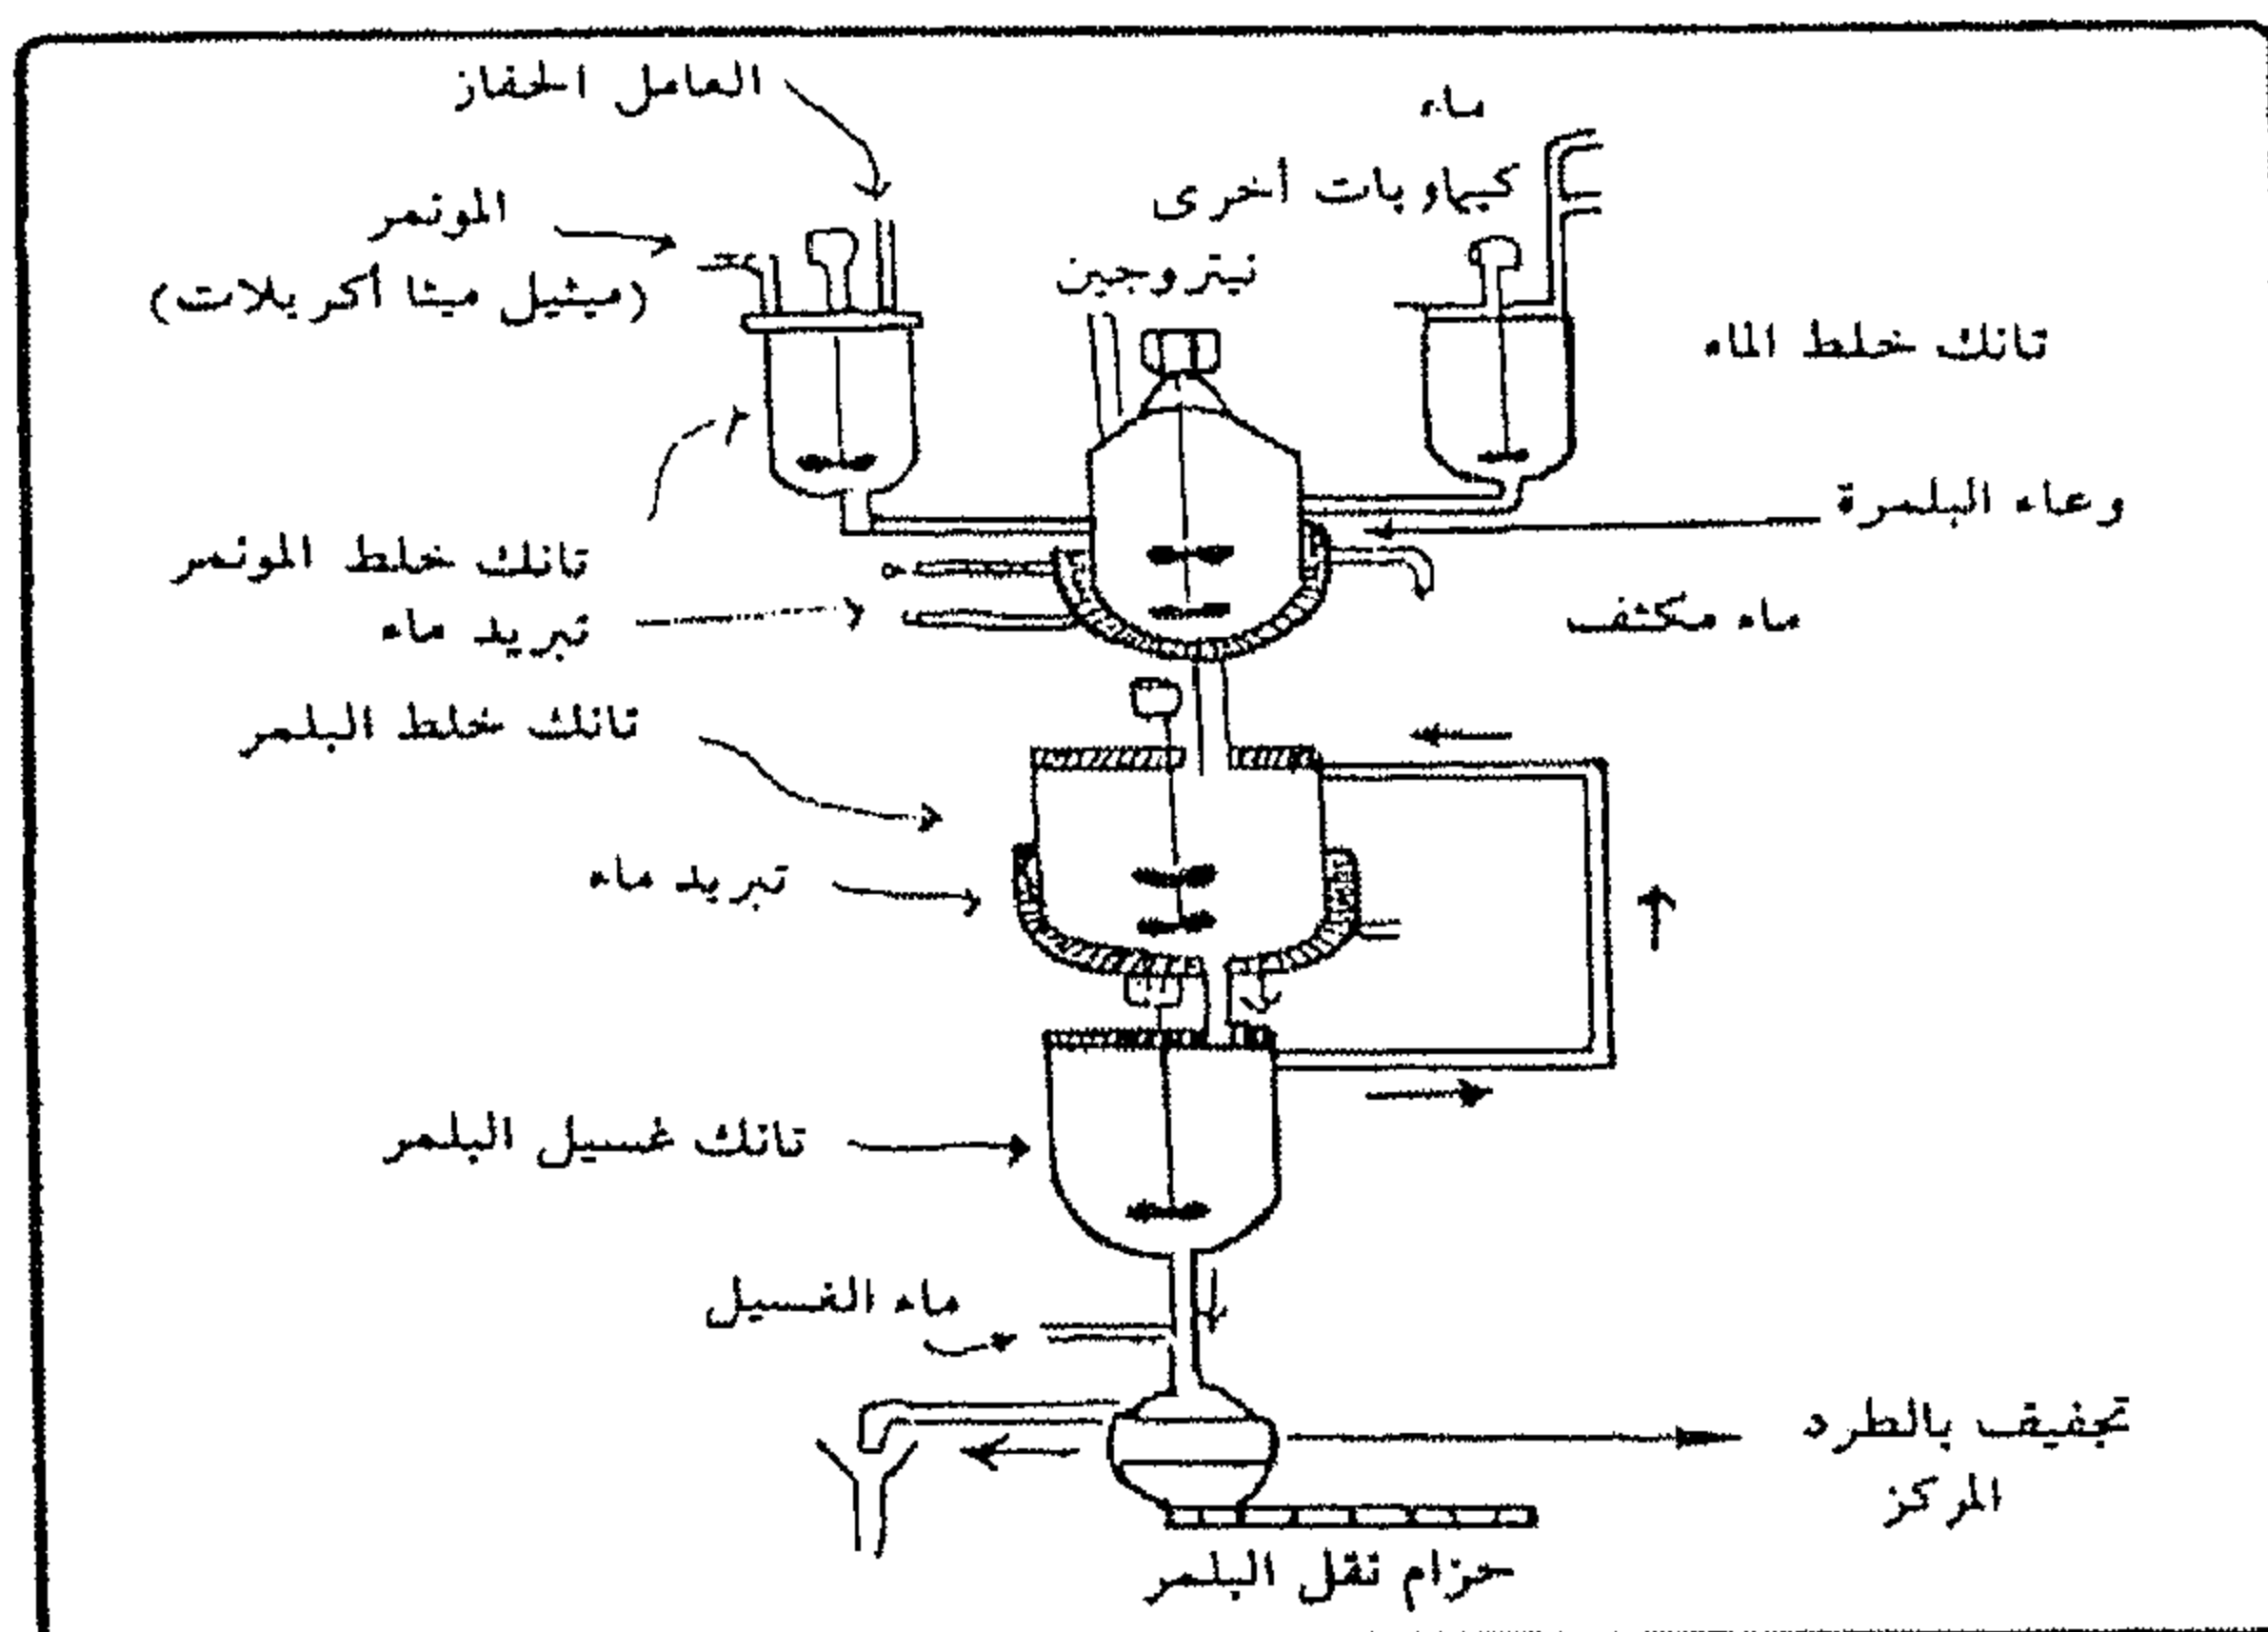 العامل الحفاز
ماء
كيماويات أخرى
المونمر
(ميثيل ميثا أكريلات)
نيتروجين
تانك خلط الماء
وعاء البلمرة
تانك خلط المونمر
تبريد ماء
ماء مكثف
تانك خلط البلمر
تبريد ماء
تانك غسيل البلمر
ماء الغسيل
تجفيف بالطرد
المركز
حزام نقل البلمر